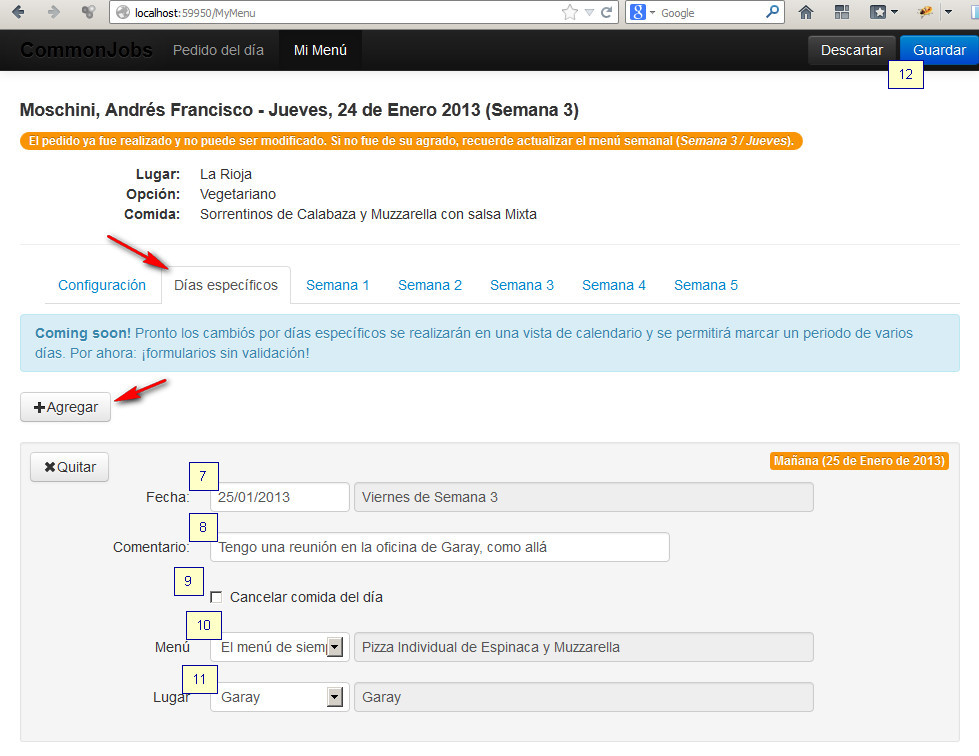 localhost:59950/MyMenu
Google
CommonJobs Pedido del día Mi Menú Descartar Guardar
12
Moschini, Andrés Francisco - Jueves, 24 de Enero 2013 (Semana 3)
El pedido ya fue realizado y no puede ser modificado. Si no fue de su agrado, recuerde actualizar el menú semanal (Semana 3 / Jueves).
Lugar: La Rioja
Opción: Vegetariano
Comida: Sorrentinos de Calabaza y Muzzarella con salsa Mixta
Configuración Días específicos Semana 1 Semana 2 Semana 3 Semana 4 Semana 5
Coming soon! Pronto los cambiós por días específicos se realizarán en una vista de calendario y se permitirá marcar un periodo de varios
días. Por ahora: ¡formularios sin validación!
Agregar
Quitar Mañana (25 de Enero de 2013)
7
Fecha: 25/01/2013 Viernes de Semana 3
8
Comentario: Tengo una reunión en la oficina de Garay, como allá
9
Cancelar comida del día
10
Menú El menú de siem Pizza Individual de Espinaca y Muzzarella
11
Lugar Garay Garay